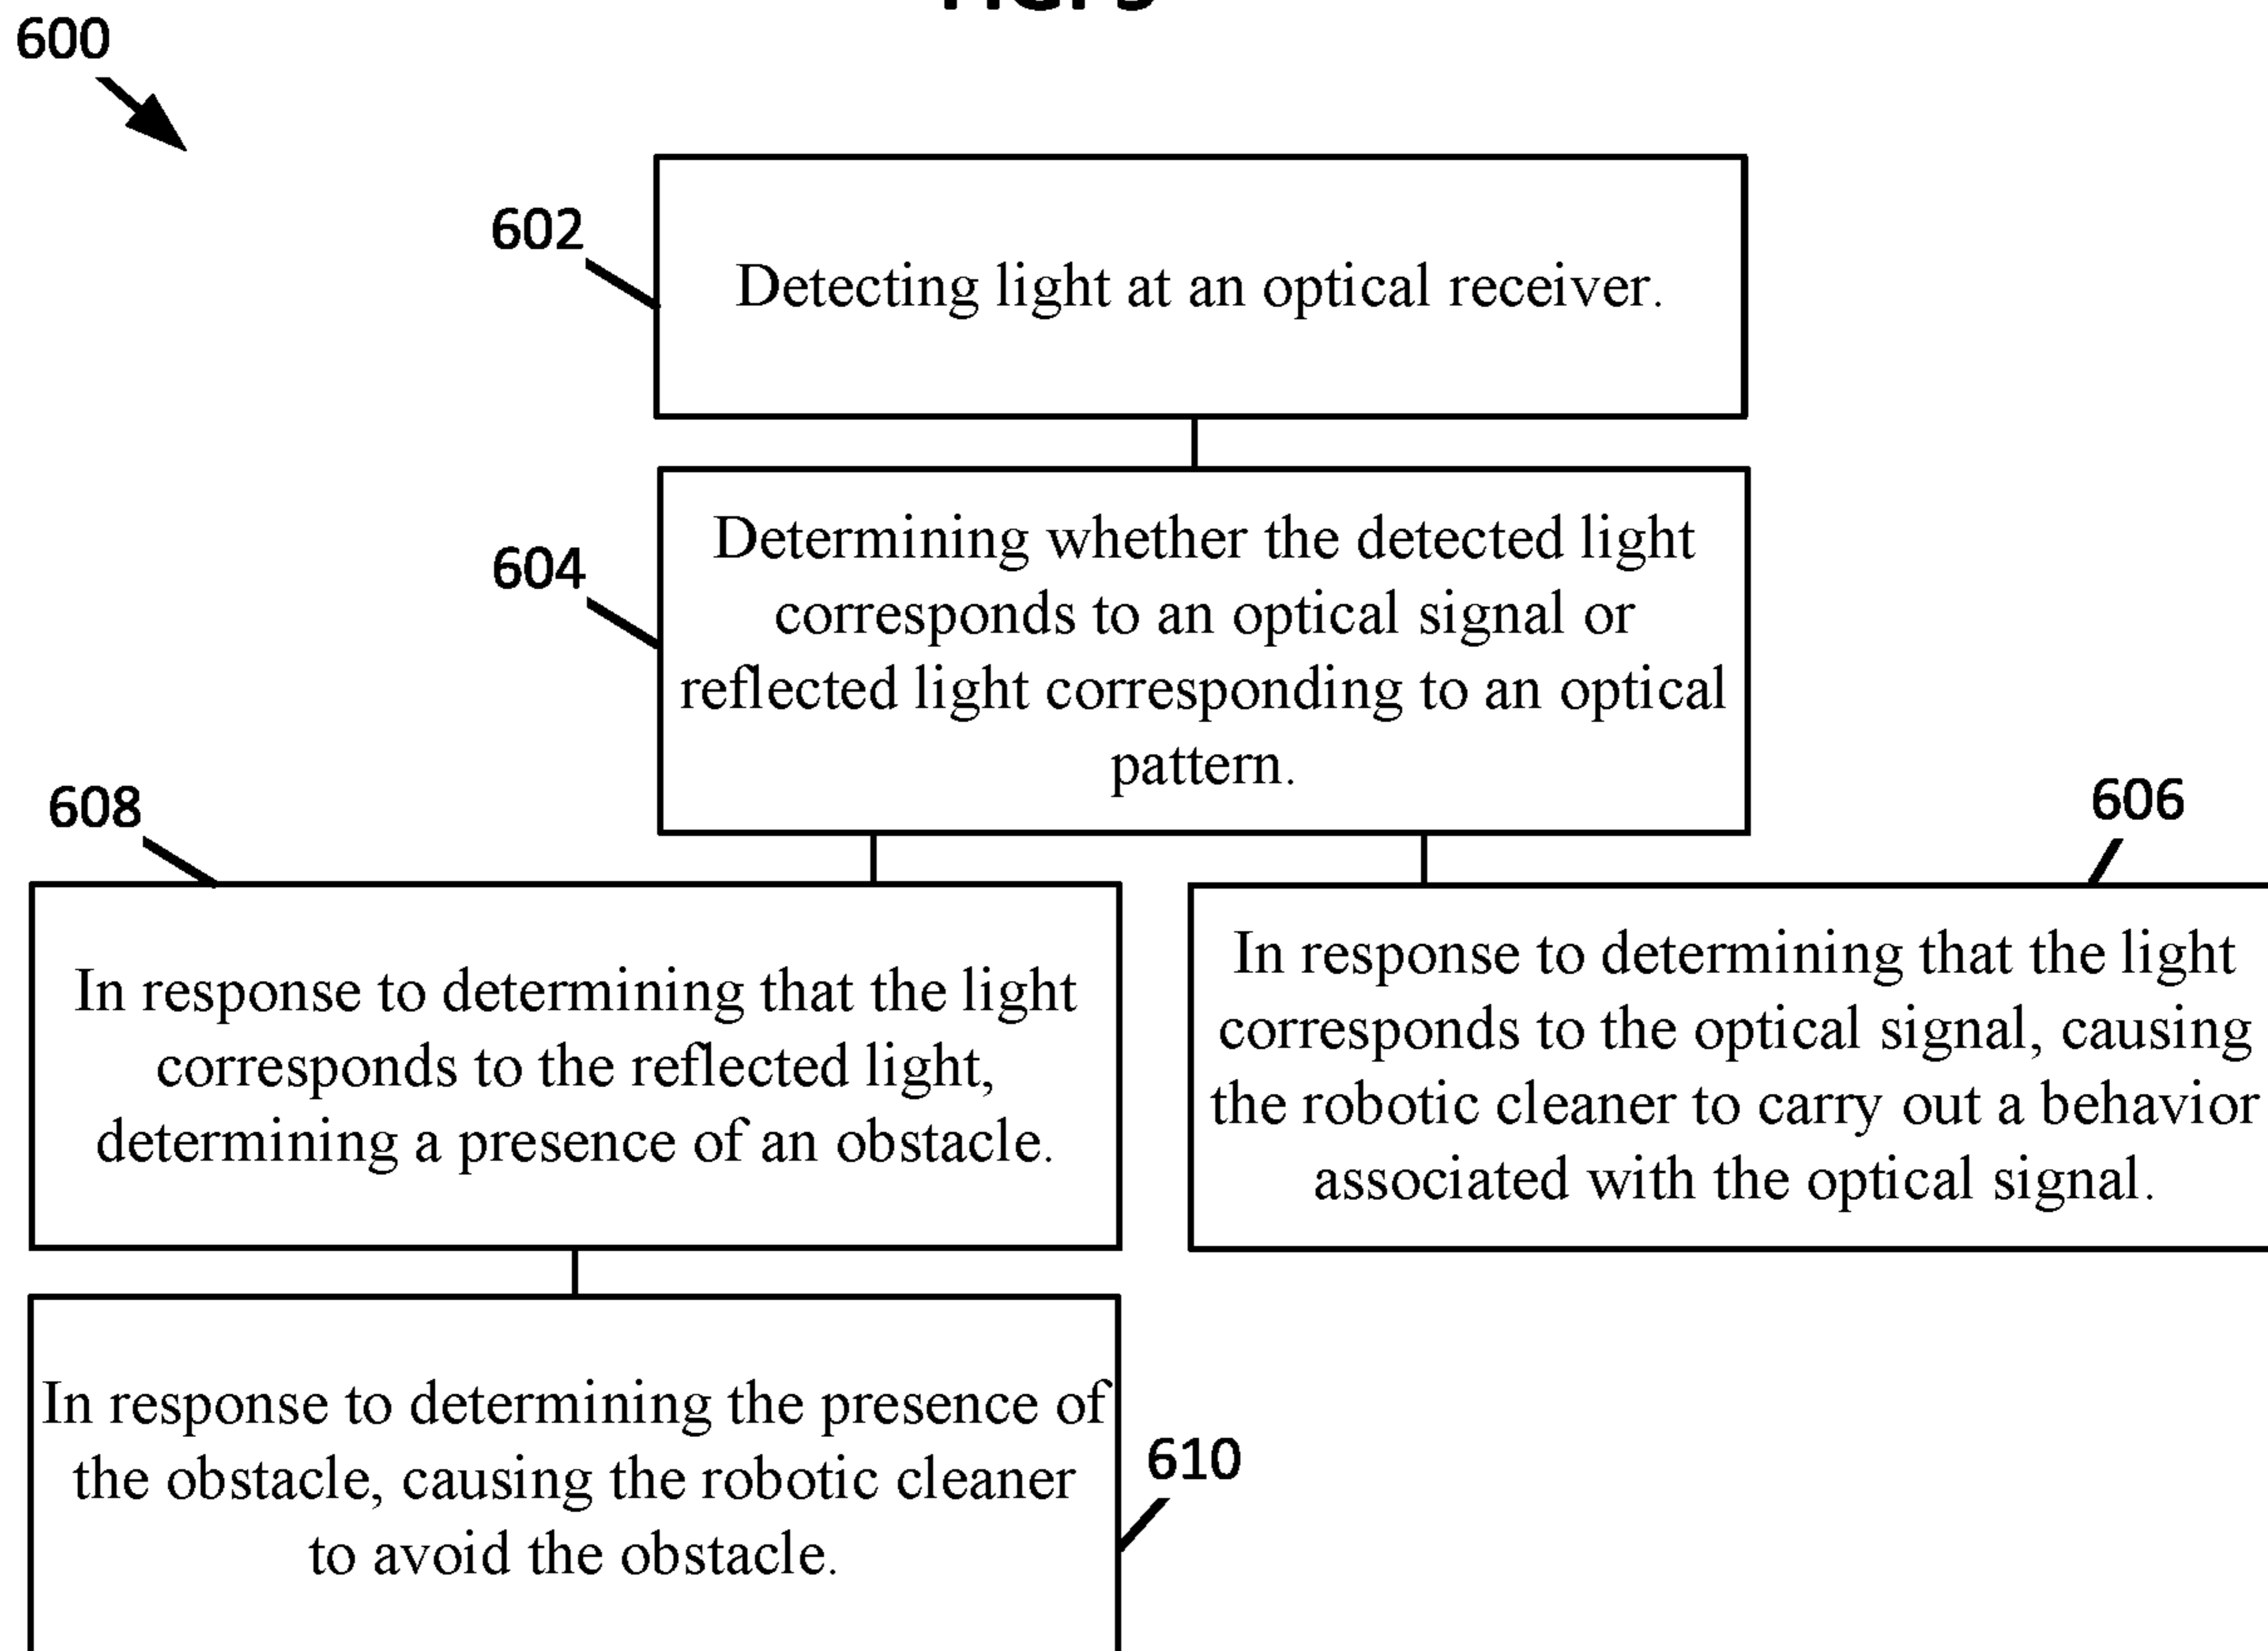 600
602
Detecting light at an optical receiver.
604
Determining whether the detected light
corresponds to an optical signal or
reflected light corresponding to an optical
pattern.
608
606
In response to determining that the light
corresponds to the reflected light,
determining a presence of an obstacle.
In response to determining that the light
corresponds to the optical signal, causing
the robotic cleaner to carry out a behavior
associated with the optical signal.
In response to determining the presence of
the obstacle, causing the robotic cleaner
to avoid the obstacle.
610